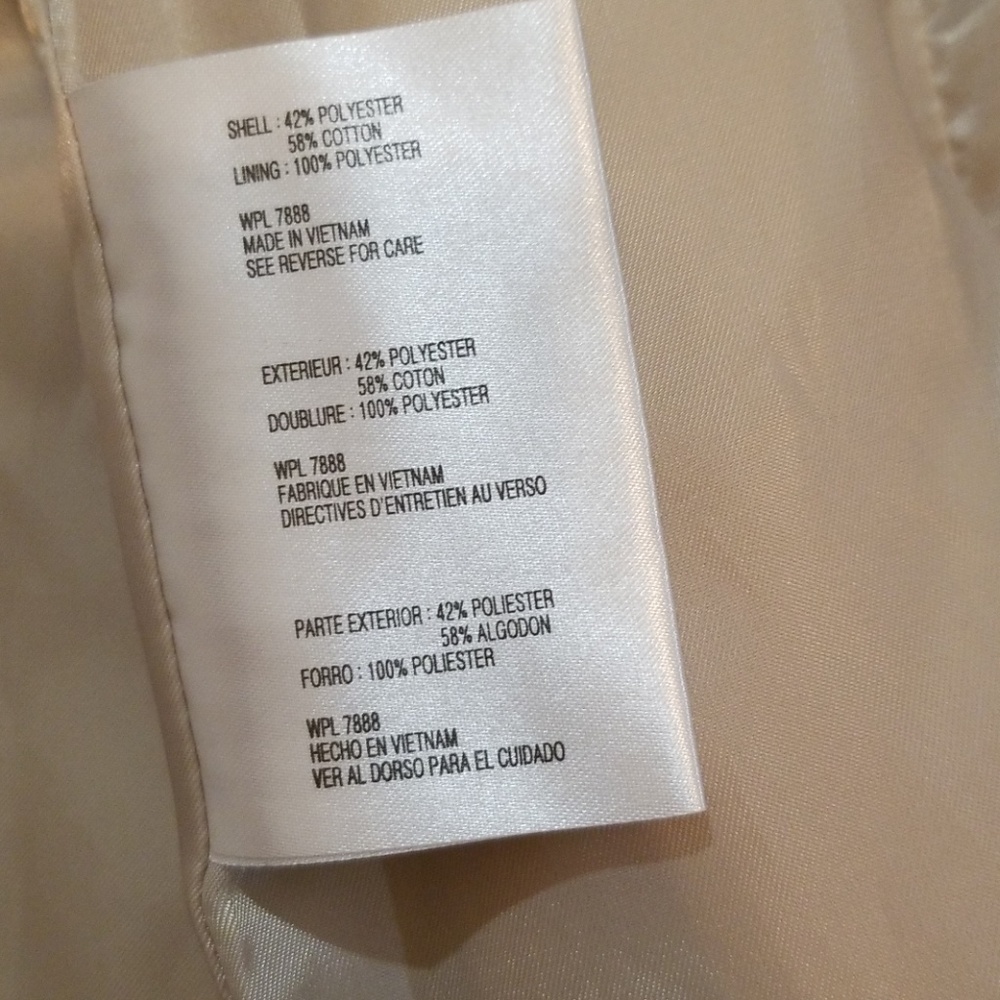 SHELL : 42% POLYESTER
58% COTTON
LINING : 100% POLYESTER
WPL 7888
MADE IN VIETNAM
SEE REVERSE FOR CARE
EXTERIEUR : 42% POLYESTER
58% COTON
DOUBLURE : 100% POLYESTER
WPL 7888
FABRIQUE EN VIETNAM
DIRECTIVES D'ENTRETIEN AU VERSO
PARTE EXTERIOR : 42% POLIESTER
58% ALGODON
FORRO : 100% POLIESTER
WPL 7888
HECHO EN VIETNAM
VER AL DORSO PARA EL CUIDADO